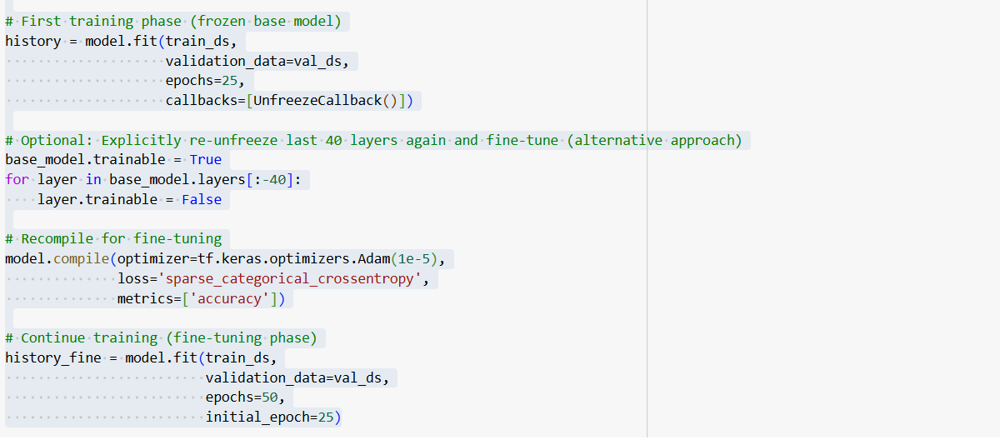 # First training phase (frozen base model)
history = model.fit(train_ds,
                    validation_data=val_ds,
                    epochs=25,
                    callbacks=[UnfreezeCallback()])
# Optional: Explicitly re-unfreeze last 40 layers again and fine-tune (alternative approach)
base_model.trainable = True
for layer in base_model.layers[:-40]:
    layer.trainable = False
# Recompile for fine-tuning
model.compile(optimizer=tf.keras.optimizers.Adam(1e-5),
              loss='sparse_categorical_crossentropy',
              metrics=['accuracy'])
# Continue training (fine-tuning phase)
history_fine = model.fit(train_ds,
                         validation_data=val_ds,
                         epochs=50,
                         initial_epoch=25)